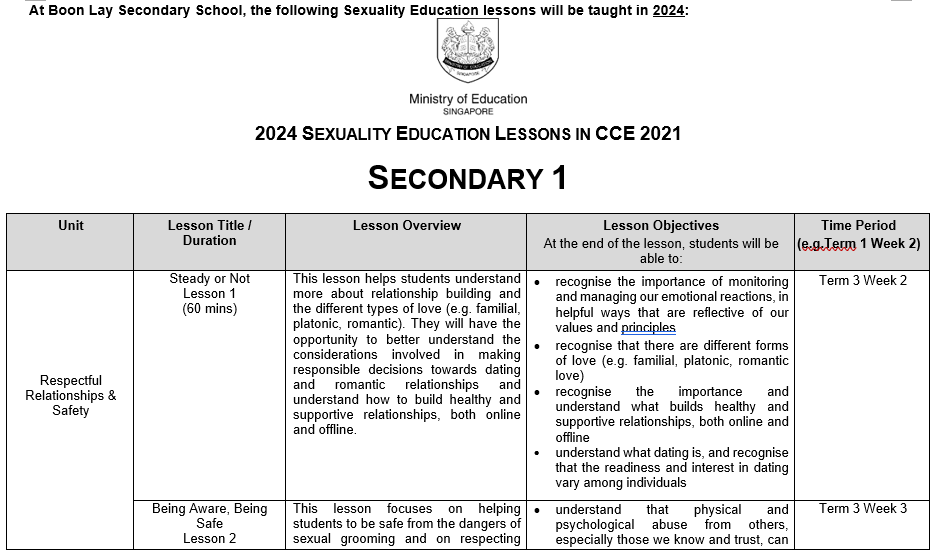 At Boon Lay Secondary School, the following Sexuality Education lessons will be taught in 2024:
Ministry of Education
SINGAPORE
2024 SEXUALITY EDUCATION LESSONS IN CCE 2021
SECONDARY 1
Unit
Lesson Title /
Duration
Lesson Overview
Lesson Objectives
At the end of the lesson, students will be
able to:
Time Period
(e.g.Term 1 Week 2)
Respectful
Relationships &
Safety
Steady or Not
Lesson 1
(60 mins)
This lesson helps students understand
more about relationship building and
the different types of love (e.g. familial,
platonic, romantic). They will have the
opportunity to better understand the
considerations involved in making
responsible decisions towards dating
and romantic relationships and
understand how to build healthy and
supportive relationships, both online
and offline.
• recognise the importance of monitoring
and managing our emotional reactions, in
helpful ways that are reflective of our
values and principles
• recognise that there are different forms
of love (e.g. familial, platonic, romantic
love)
• recognise the importance and
understand what builds healthy and
supportive relationships, both online and
offline
• understand what dating is, and recognise
that the readiness and interest in dating
vary among individuals
Term 3 Week 2
Being Aware, Being
Safe
Lesson 2
This lesson focuses on helping
students to be safe from the dangers of
sexual grooming and on respecting
• understand that physical and
psychological abuse from others,
especially those we know and trust, can
Term 3 Week 3